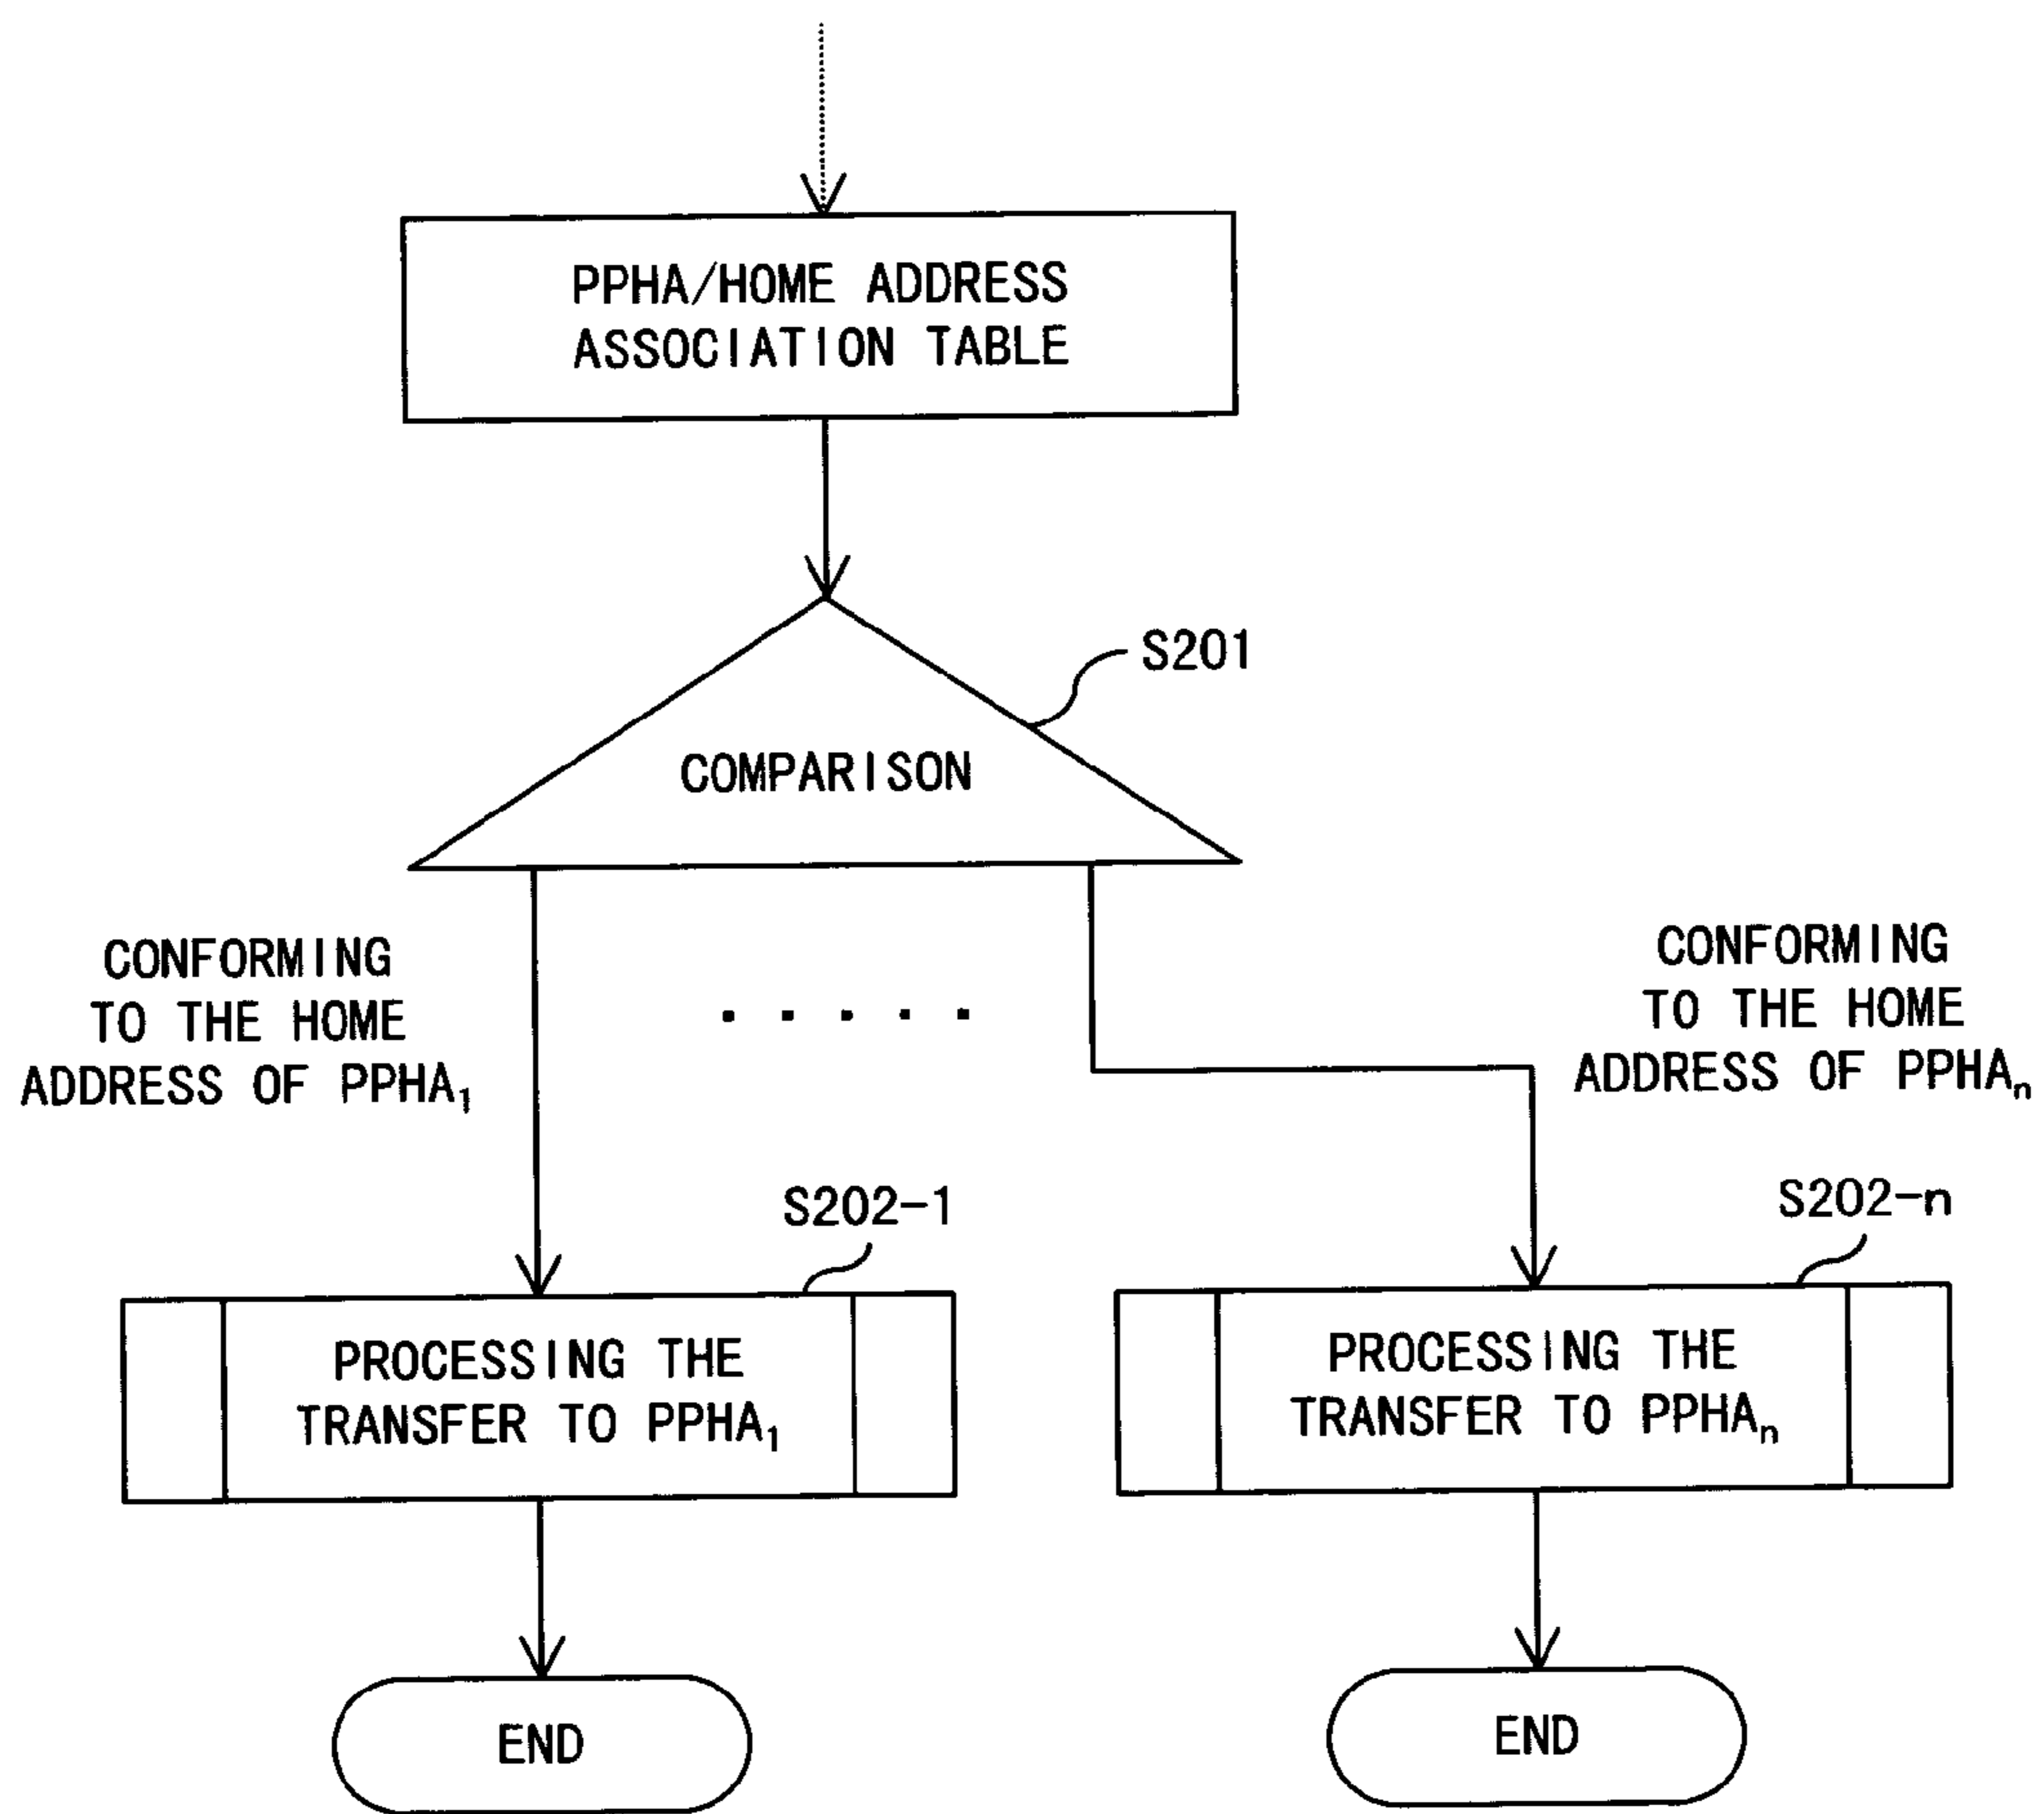 PPHA/HOME ADDRESS
ASSOCIATION TABLE
S201
COMPARISON
CONFORMING
TO THE HOME
ADDRESS OF PPHA₁
. . . . .
CONFORMING
TO THE HOME
ADDRESS OF PPHAₙ
S202-1
S202-n
PROCESSING THE
TRANSFER TO PPHA₁
PROCESSING THE
TRANSFER TO PPHAₙ
END
END